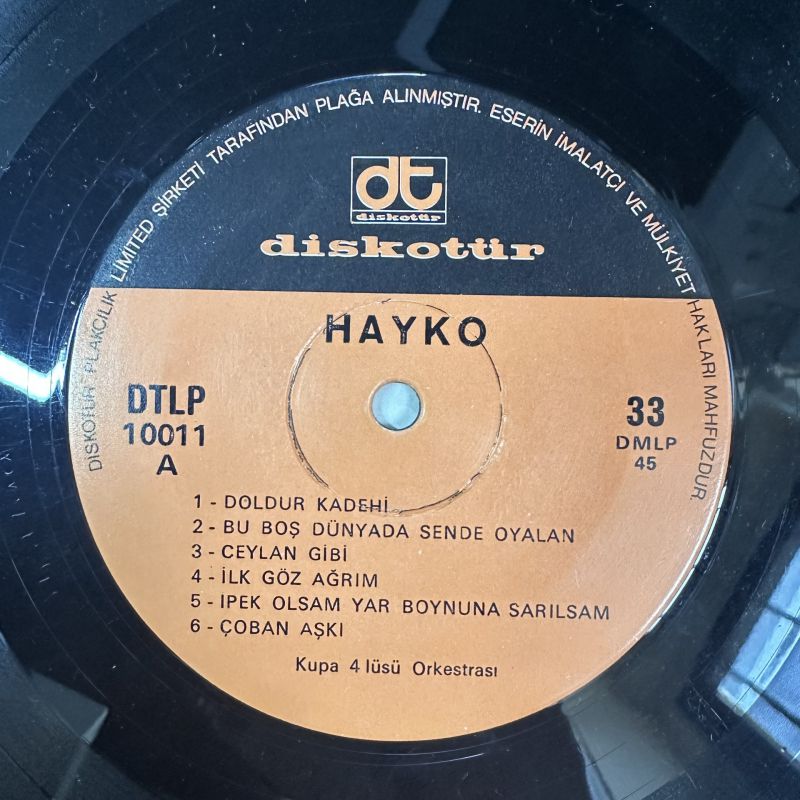 DISKOTÜR PLAKCILIK LIMITED ŞİRKETİ TARAFINDAN PLAĞA ALINMIŞTIR. ESERİN İMALATÇI VE MÜLKİYET HAKLARI MAHFUZDUR.
dt
diskotür
diskotür
HAYKO
DTLP
10011
A
33
DMLP
45
1 - DOLDUR KADEHİ
2 - BU BOŞ DÜNYADA SENDE OYALAN
3 - CEYLAN GİBİ
4 - İLK GÖZ AĞRIM
5 - IPEK OLSAM YAR BOYNUNA SARILSAM
6 - ÇOBAN AŞKI
Kupa 4 lüsü Orkestrası